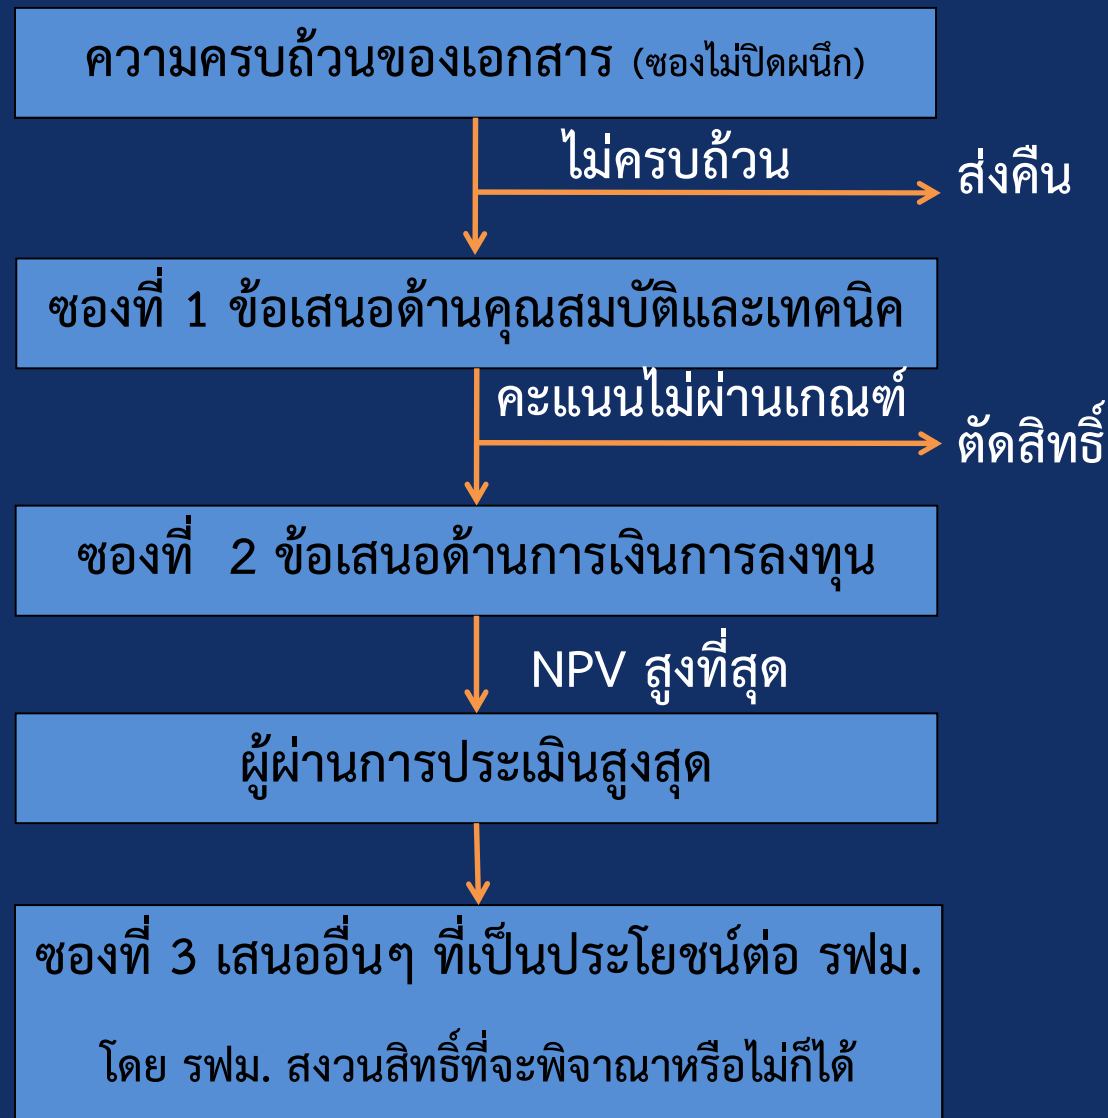 ความครบถ้วนของเอกสาร (ซองไม่ปิดผนึก)
ไม่ครบถ้วน
ส่งคืน
ซองที่ 1 ข้อเสนอด้านคุณสมบัติและเทคนิค
คะแนนไม่ผ่านเกณฑ์
ตัดสิทธิ์
ซองที่ 2 ข้อเสนอด้านการเงินการลงทุน
NPV สูงที่สุด
ผู้ผ่านการประเมินสูงสุด
ซองที่ 3 เสนออื่นๆ ที่เป็นประโยชน์ต่อ รฟม.
โดย รฟม. สงวนสิทธิ์ที่จะพิจาณาหรือไม่ก็ได้